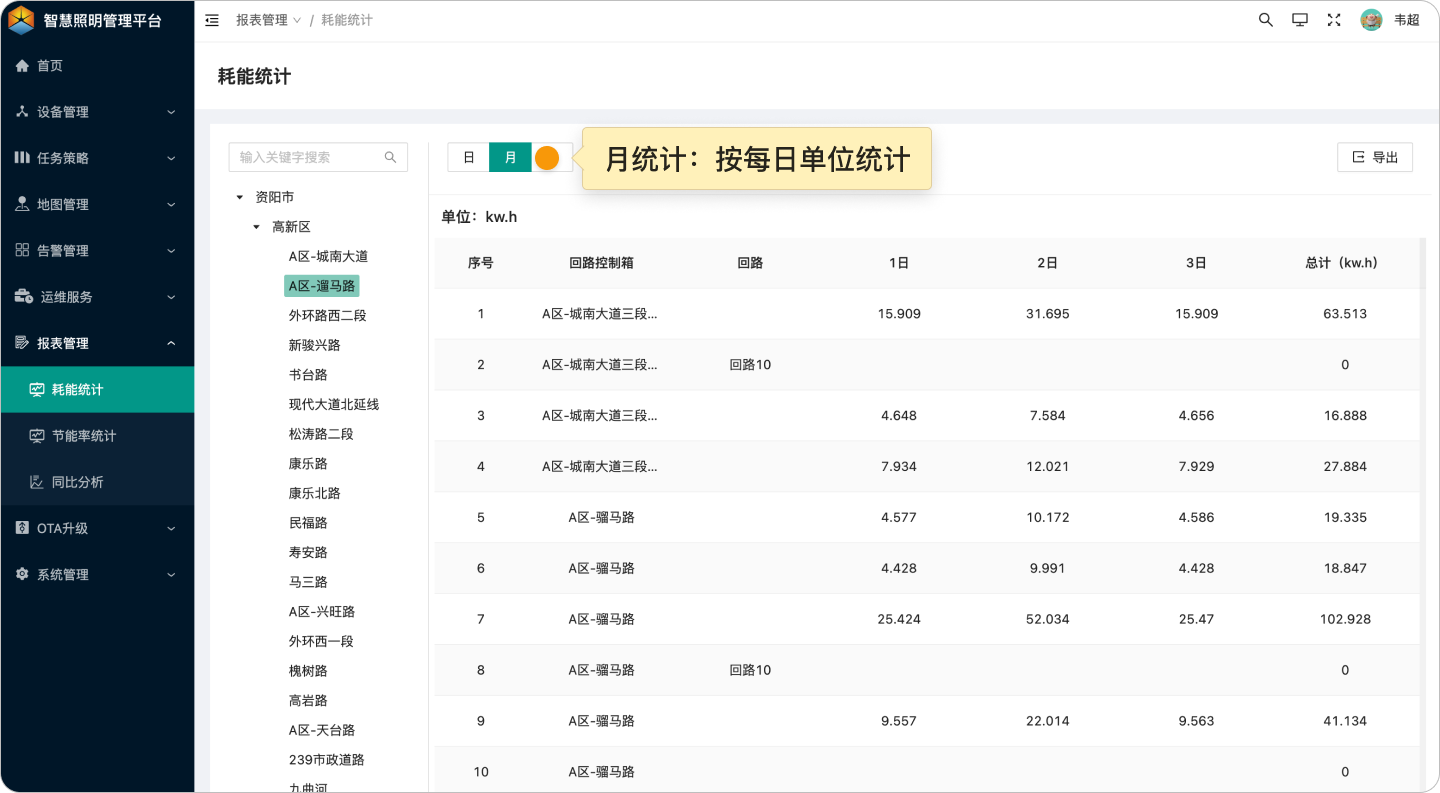 智慧照明管理平台
报表管理 / 耗能统计
韦超
首页
设备管理
任务策略
地图管理
告警管理
运维服务
报表管理
耗能统计
节能率统计
同比分析
OTA升级
系统管理
耗能统计
输入关键字搜索
资阳市
高新区
A区-城南大道
A区-遛马路
外环路西二段
新骏兴路
书台路
现代大道北延线
松涛路二段
康乐路
康乐北路
民福路
寿安路
马三路
A区-兴旺路
外环西一段
槐树路
高岩路
A区-天台路
239市政道路
九曲河
日 月
月统计：按每日单位统计
导出
单位：kw.h
序号 回路控制箱 回路 1日 2日 3日 总计（kw.h）
1 A区-城南大道三段... 15.909 31.695 15.909 63.513
2 A区-城南大道三段... 回路10 0
3 A区-城南大道三段... 4.648 7.584 4.656 16.888
4 A区-城南大道三段... 7.934 12.021 7.929 27.884
5 A区-骝马路 4.577 10.172 4.586 19.335
6 A区-骝马路 4.428 9.991 4.428 18.847
7 A区-骝马路 25.424 52.034 25.47 102.928
8 A区-骝马路 回路10 0
9 A区-骝马路 9.557 22.014 9.563 41.134
10 A区-骝马路 0